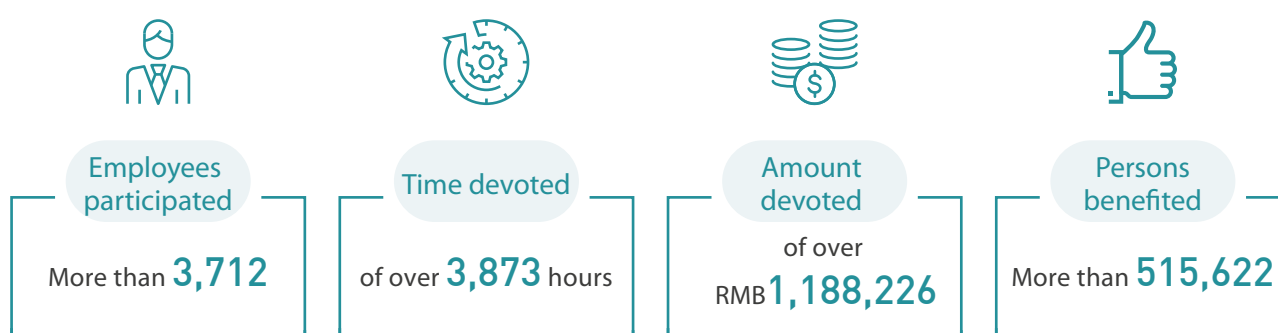 Employees
participated
More than 3,712
Time devoted
of over 3,873 hours
Amount
devoted
of over
RMB1,188,226
Persons
benefited
More than 515,622